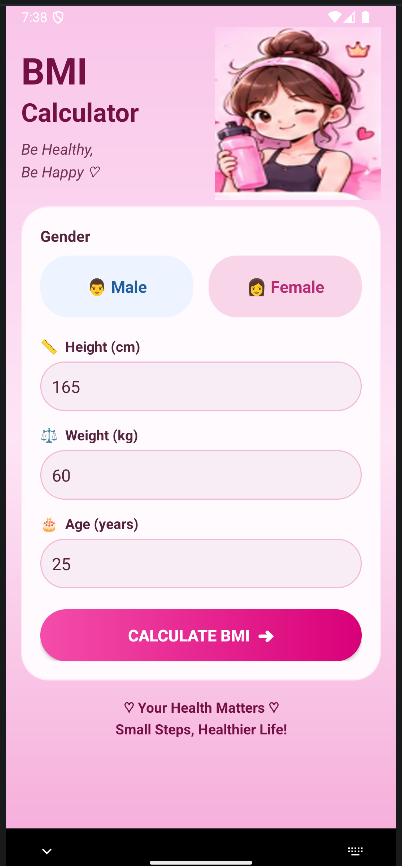 7:38
BMI
Calculator
Be Healthy,
Be Happy ♡
Gender
👨 Male
👩 Female
📏 Height (cm)
165
⚖️ Weight (kg)
60
🎂 Age (years)
25
CALCULATE BMI ➜
♡ Your Health Matters ♡
Small Steps, Healthier Life!